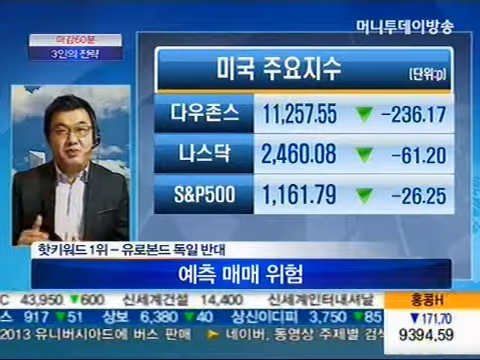 마감60분
3인의 전략
머니투데이방송
미국 주요지수 (단위:p)
다우존스 11,257.55 ▼ -236.17
나스닥 2,460.08 ▼ -61.20
S&P500 1,161.79 ▼ -26.25
핫키워드 1위 - 유로본드 독일 반대
예측 매매 위험
C 43,950 ▼600 신세계건설 14,400 신세계인터내셔날
스 917 ▼51 상보 6,380 ▼40 상신이디피 3,750 ▲85
2013 유니버시아드에 버스 판매 ▶ 네이버, 동영상 주제별 검색
홍콩H
▼171.70
9394.59